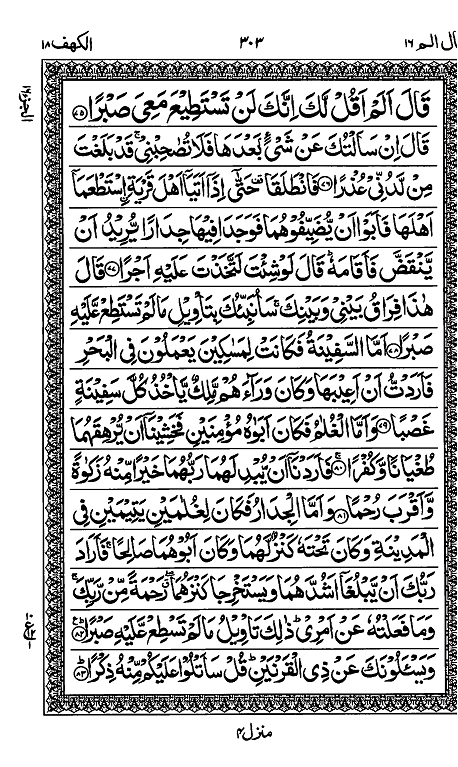 ال الم ١٦ ٣٠٣ الكهف ١٨
قَالَ اَلَمْ اَقُلْ لَّكَ اِنَّكَ لَنْ تَسْتَطِيْعَ مَعِيَ صَبْرًا ﴿٧٥﴾
قَالَ اِنْ سَاَلْتُكَ عَنْ شَيْءٍۭ بَعْدَهَا فَلَا تُصٰحِبْنِيْ ۚ قَدْ بَلَغْتَ
مِنْ لَّدُنِّيْ عُذْرًا ﴿٧٦﴾ فَانْطَلَقَا ۥ حَتّٰۤى اِذَاۤ اَتَيَاۤ اَهْلَ قَرْيَةِ ۟اسْتَطْعَمَاۤ
اَهْلَهَا فَاَبَوْا اَنْ يُّضَيِّفُوْهُمَا فَوَجَدَا فِيْهَا جِدَارًا يُّرِيْدُ اَنْ
يَّنْقَضَّ فَاَقَامَهٗ ؕ قَالَ لَوْ شِئْتَ لَتَّخَذْتَ عَلَيْهِ اَجْرًا ﴿٧٧﴾ قَالَ
هٰذَا فِرَاقُ بَيْنِيْ وَبَيْنِكَ ۚ سَاُنَبِّئُكَ بِتَاْوِيْلِ مَا لَمْ تَسْتَطِعْ عَّلَيْهِ
صَبْرًا ﴿٧٨﴾ اَمَّا السَّفِيْنَةُ فَكَانَتْ لِمَسٰكِيْنَ يَعْمَلُوْنَ فِي الْبَحْرِ
فَاَرَدْتُّ اَنْ اَعِيْبَهَا وَكَانَ وَرَآءَهُمْ مَّلِكٌ يَّاْخُذُ كُلَّ سَفِيْنَةٍ
غَصْبًا ﴿٧٩﴾ وَاَمَّا الْغُلٰمُ فَكَانَ اَبَوٰهُ مُؤْمِنَيْنِ فَخَشِيْنَاۤ اَنْ يُّرْهِقَهُمَا
طُغْيَانًا وَّكُفْرًا ﴿٨٠﴾ فَاَرَدْنَاۤ اَنْ يُّبْدِلَهُمَا رَبُّهُمَا خَيْرًا مِّنْهُ زَكٰوةً
وَّاَقْرَبَ رُحْمًا ﴿٨١﴾ وَاَمَّا الْجِدَارُ فَكَانَ لِغُلٰمَيْنِ يَتِيْمَيْنِ فِي
الْمَدِيْنَةِ وَكَانَ تَحْتَهٗ كَنْزٌ لَّهُمَا وَكَانَ اَبُوْهُمَا صَالِحًا ۚ فَاَرَادَ
رَبُّكَ اَنْ يَّبْلُغَاۤ اَشُدَّهُمَا وَيَسْتَخْرِجَا كَنْزَهُمَا ۖ رَحْمَةً مِّنْ رَّبِّكَ ۚ
وَمَا فَعَلْتُهٗ عَنْ اَمْرِيْ ؕ ذٰلِكَ تَاْوِيْلُ مَا لَمْ تَسْطِعْ عَّلَيْهِ صَبْرًا ﴿٨٢﴾
وَيَسْـَٔلُوْنَكَ عَنْ ذِي الْقَرْنَيْنِ ؕ قُلْ سَاَتْلُوْا عَلَيْكُمْ مِّنْهُ ذِكْرًا ﴿٨٣﴾
منزل ٤